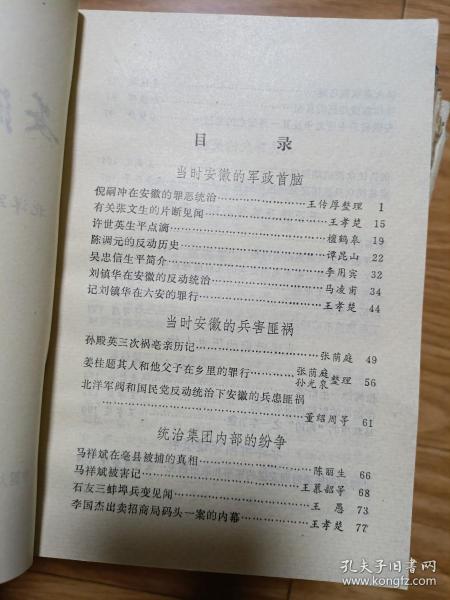 目 录
当时安徽的军政首脑
倪嗣冲在安徽的罪恶统治……王传厚整理 1
有关张文生的片断见闻……王孝楚 15
许世英生平点滴……檀鹤皋 19
陈调元的反动历史……谭昆山 22
吴忠信生平简介……李用宾 32
刘镇华在安徽的反动统治……马凌甫 34
记刘镇华在六安的罪行……王孝楚 44
当时安徽的兵害匪祸
孙殿英三次祸亳亲历记……张荫庭 49
姜桂题其人和他父子在乡里的罪行……张荫庭 孙光泉 整理 56
北洋军阀和国民党反动统治下安徽的兵患匪祸
……董绍周等 61
统治集团内部的纷争
马祥斌在亳县被捕的真相……陈丽生 66
马祥斌被害记……王慕韶等 68
石友三蚌埠兵变见闻……王愚 73
李国杰出卖招商局码头一案的内幕……王孝楚 77
孔夫子旧书网
www.kongfz.com